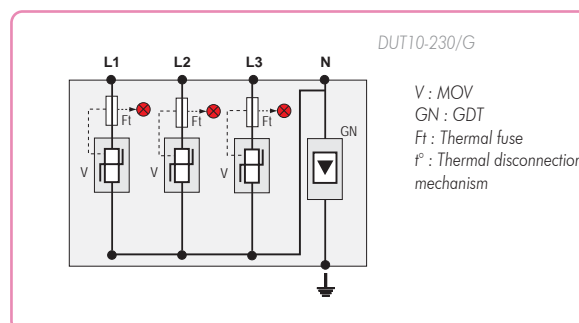 DUT10-230/G
L1 L2 L3 N
Ft Ft Ft
GN
V V V
V : MOV
GN : GDT
Ft : Thermal fuse
t° : Thermal disconnection
mechanism